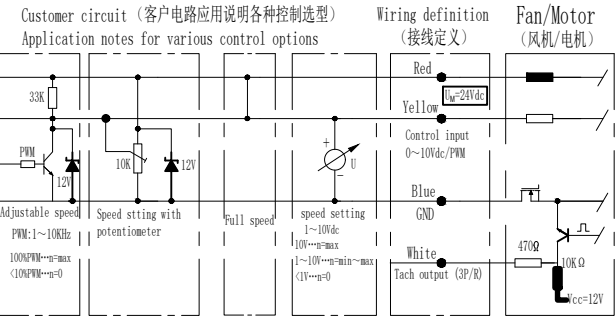 Customer circuit (客户电路应用说明各种控制选型)
Application notes for various control options
Wiring definition
(接线定义)
Fan/Motor
(风机/电机)
Red
U_M=24Vdc
Yellow
Control input
0~10Vdc/PWM
Blue
GND
White
Tach output (3P/R)
33K
PWM
12V
Adjustable speed
PWM:1~10KHz
100%PWM…n=max
<10%PWM…n=0
10K
12V
Speed stting with
potentiometer
Full speed
+
U
−
speed setting
1~10Vdc
10V…n=max
1~10V…n=min~max
<1V…n=0
470Ω
10KΩ
Vcc=12V